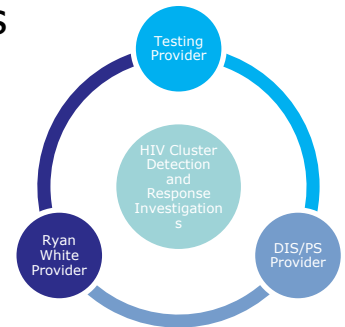 s
Testing
Provider
HIV Cluster
Detection
and
Response
Investigation
s
Ryan
White
Provider
DIS/PS
Provider